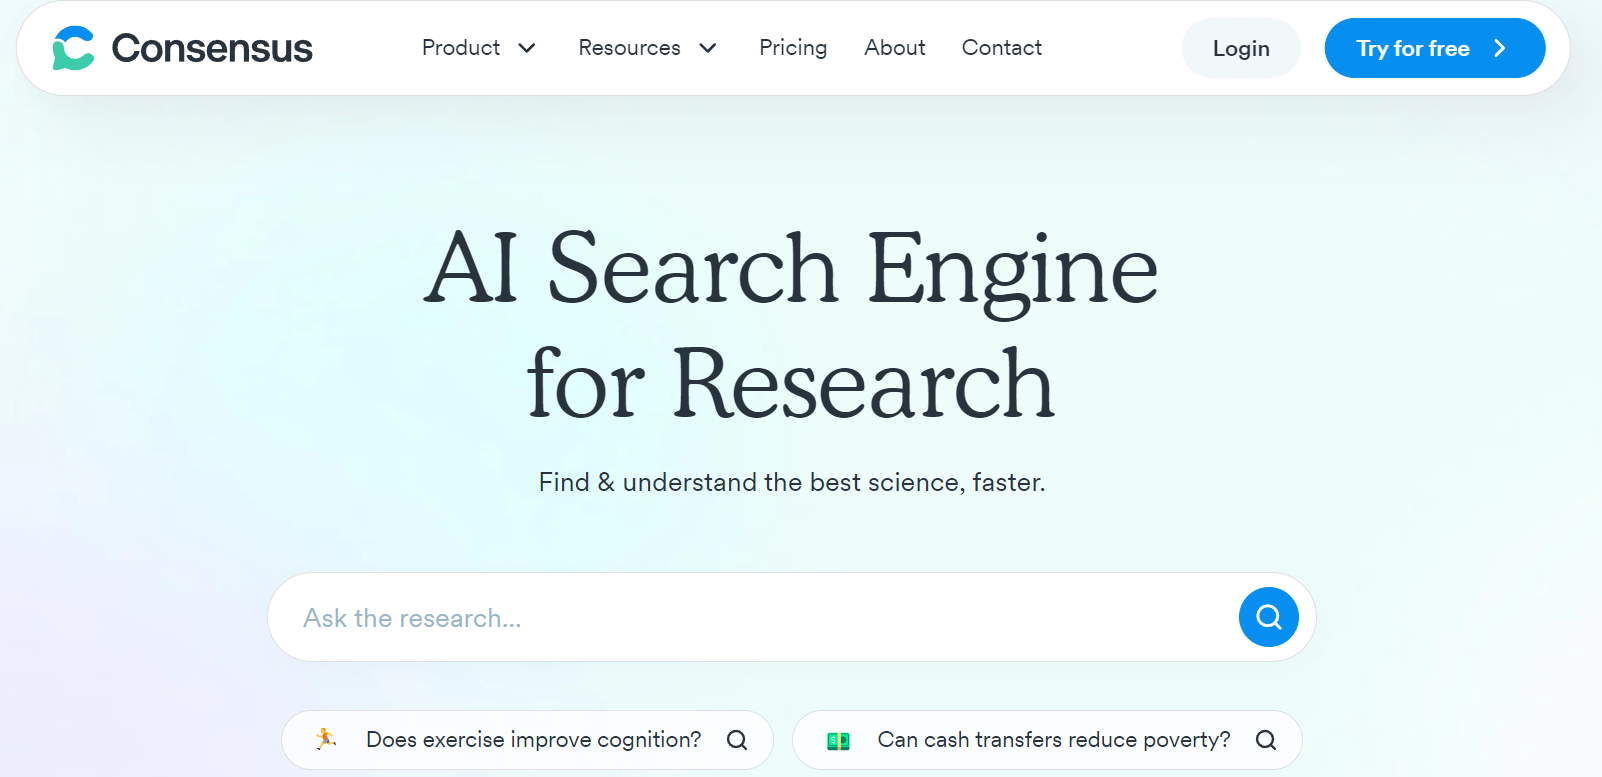 Consensus Product Resources Pricing About Contact Login Try for free
AI Search Engine
for Research
Find & understand the best science, faster.
Ask the research...
Does exercise improve cognition? Can cash transfers reduce poverty?